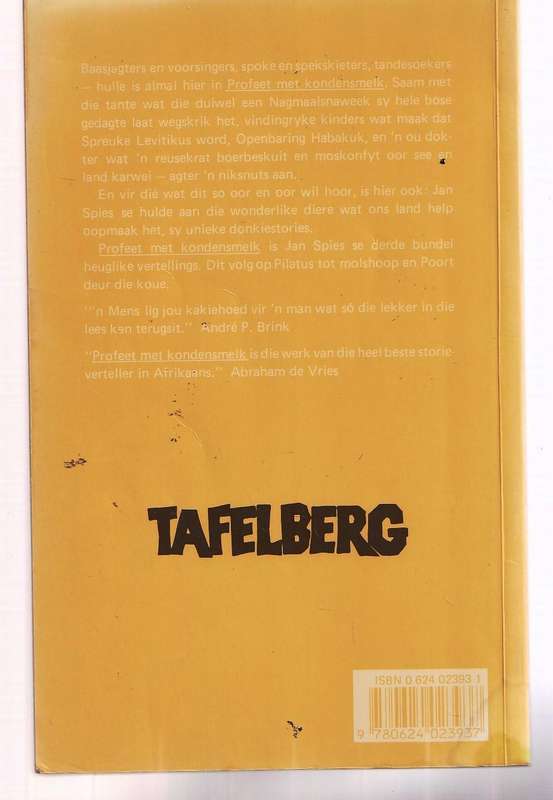 Baasjagters en voorsingers, spoke en spekskieters, tandesoekers
— hulle is almal hier in Profeet met kondensmelk. Saam met
die tante wat die duiwel een Nagmaalsnaweek sy hele bose
gedagte laat wegskrik het, vindingryke kinders wat maak dat
Spreuke Levitikus word, Openbaring Habakuk, en 'n ou dok-
ter wat 'n reusekrat boerbeskuit en moskonfyt oor see en
land karwei — agter 'n niksnuts aan.
En vir die wat dit so oor en oor wil hoor, is hier ook: Jan
Spies se hulde aan die wonderlike diere wat ons land help
oopmaak het, sy unieke donkiestories.
Profeet met kondensmelk is Jan Spies se derde bundel
heuglike vertellings. Dit volg op Pilatus tot molshoop en Poort
deur die koue.
"'n Mens lig jou kakiehoed vir 'n man wat só die lekker in die
lees kan terugsit." André P. Brink
"Profeet met kondensmelk is die werk van die heel beste storie
verteller in Afrikaans." Abraham de Vries
TAFELBERG
ISBN 0 624 02393 1
9 780624 023937